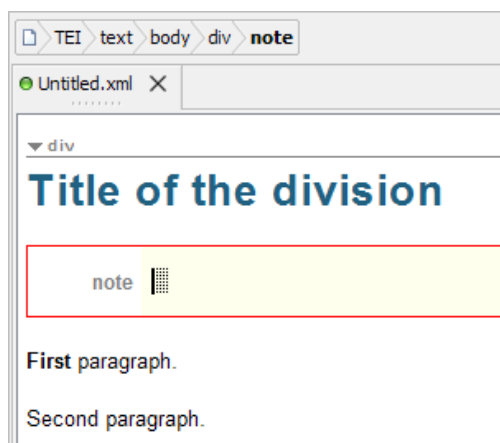 TEI text body div note
Untitled.xml
div
Title of the division
note
First paragraph.
Second paragraph.